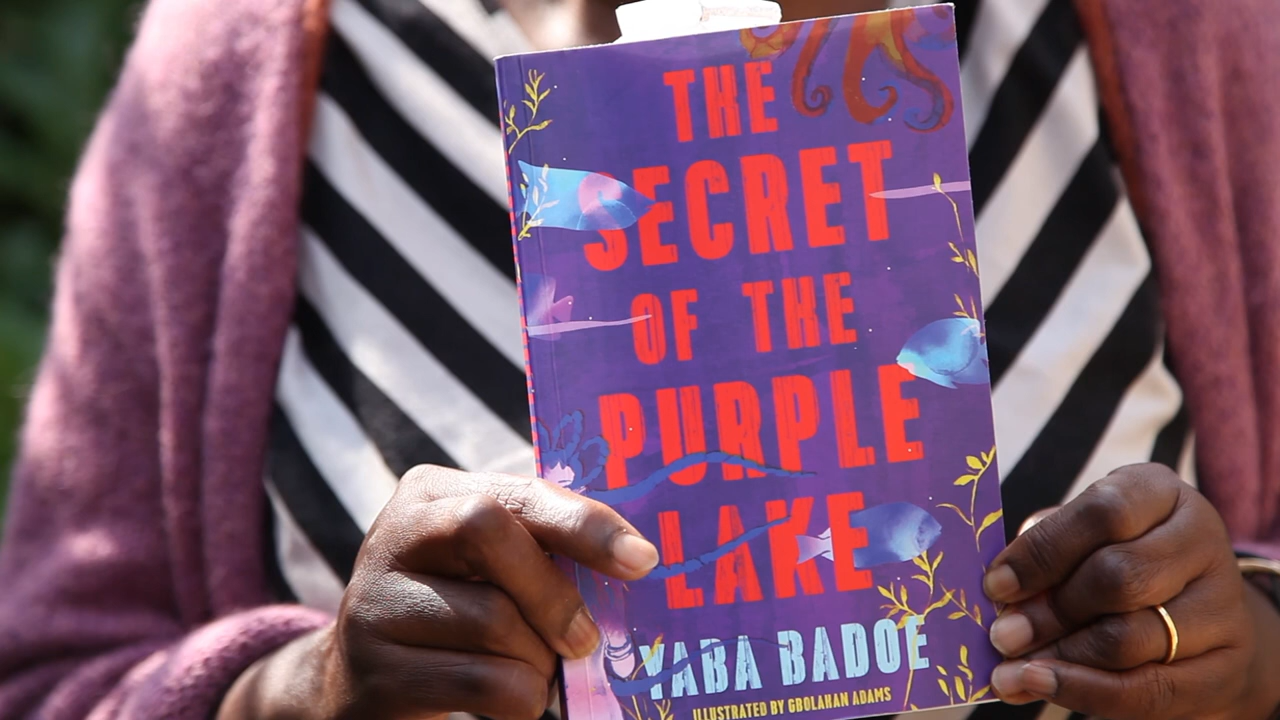 THE
SECRET
OF THE
PURPLE
LAKE
YABA BADOE
ILLUSTRATED BY GBOLAHAN ADAMS